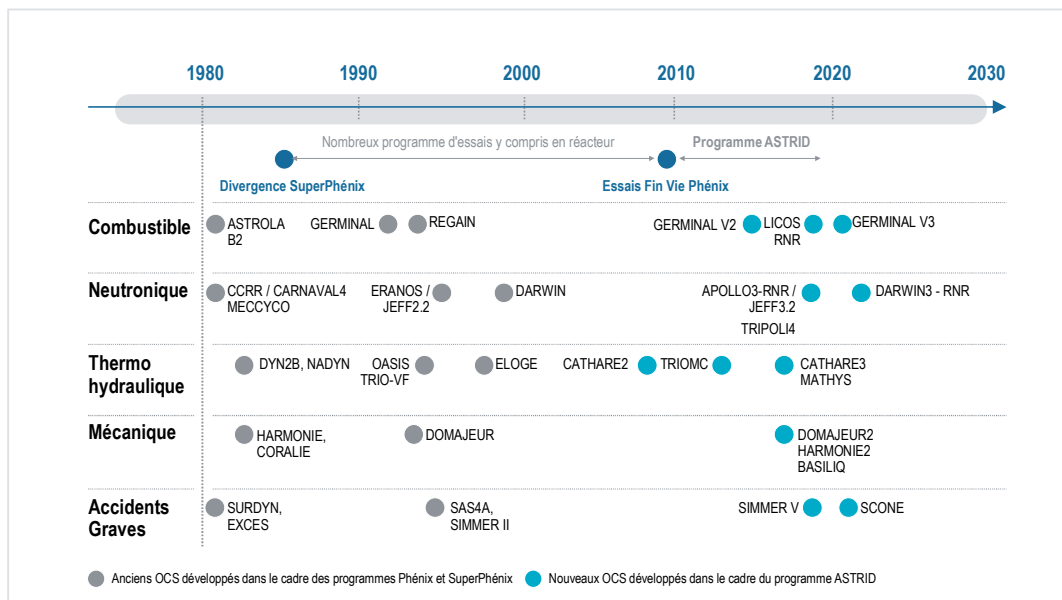 1980 1990 2000 2010 2020 2030
Nombreux programme d'essais y compris en réacteur
Programme ASTRID
Divergence SuperPhénix
Essais Fin Vie Phénix
Combustible
ASTROLA
B2
GERMINAL
REGAIN
GERMINAL V2
LICOS
RNR
GERMINAL V3
Neutronique
CCRR / CARNAVAL4
MECCYCO
ERANOS /
JEFF2.2
DARWIN
APOLLO3-RNR /
JEFF3.2
TRIPOLI4
DARWIN3 - RNR
Thermo
hydraulique
DYN2B, NADYN
OASIS
TRIO-VF
ELOGE
CATHARE2
TRIOMC
CATHARE3
MATHYS
Mécanique
HARMONIE,
CORALIE
DOMAJEUR
DOMAJEUR2
HARMONIE2
BASILIQ
Accidents
Graves
SURDYN,
EXCES
SAS4A,
SIMMER II
SIMMER V
SCONE
Anciens OCS développés dans le cadre des programmes Phénix et SuperPhénix
Nouveaux OCS développés dans le cadre du programme ASTRID